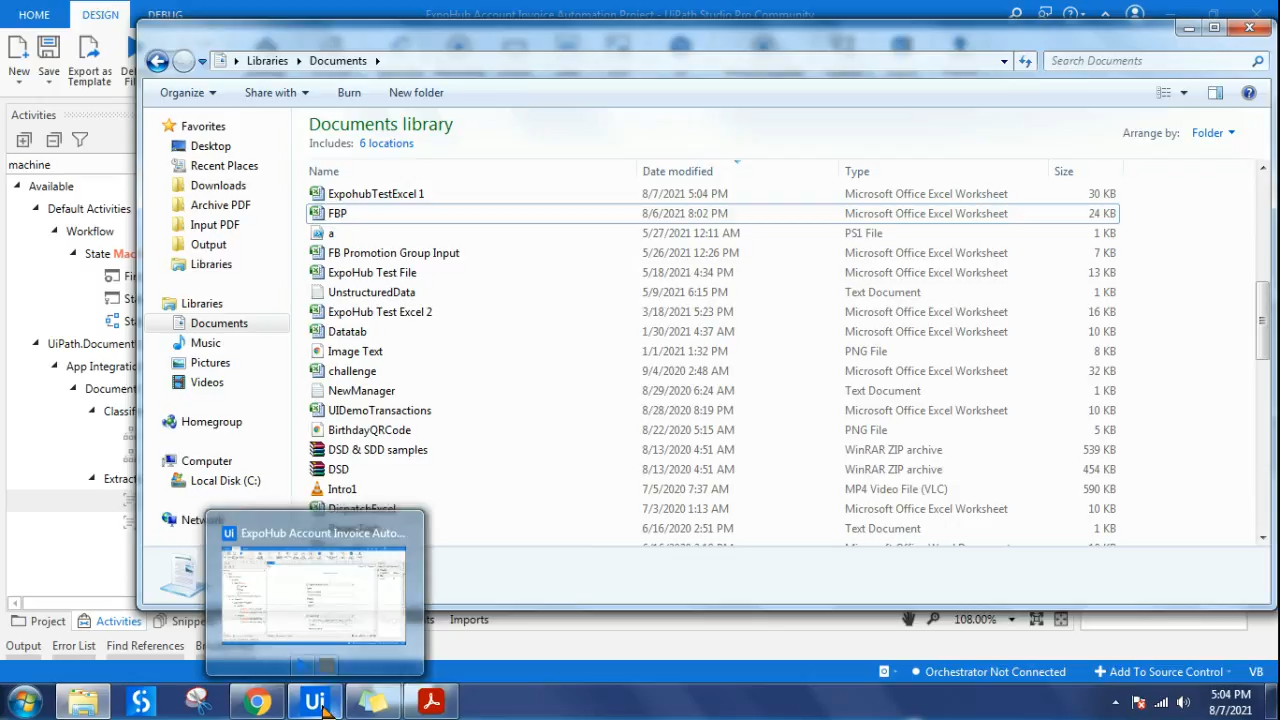 HOME
DESIGN
DEBUG
ExpoHub Account Invoice Automation Project - UiPath Studio Pro Community
New
Save
Export as
Template
Libraries
Documents
Search Documents
Organize
Share with
Burn
New folder
Activities
machine
Available
Default Activities
Workflow
State Mac
UiPath.Document
App Integration
Document
Classif
Extract
Favorites
Desktop
Recent Places
Downloads
Archive PDF
Input PDF
Output
Libraries
Libraries
Documents
Music
Pictures
Videos
Homegroup
Computer
Local Disk (C:)
Network
Documents library
Includes: 6 locations
Arrange by: Folder
Name Date modified Type Size
ExpohubTestExcel 1 8/7/2021 5:04 PM Microsoft Office Excel Worksheet 30 KB
FBP 8/6/2021 8:02 PM Microsoft Office Excel Worksheet 24 KB
a 5/27/2021 12:11 AM PS1 File 1 KB
FB Promotion Group Input 5/26/2021 12:26 PM Microsoft Office Excel Worksheet 7 KB
ExpoHub Test File 5/18/2021 4:34 PM Microsoft Office Excel Worksheet 13 KB
UnstructuredData 5/9/2021 6:15 PM Text Document 1 KB
ExpoHub Test Excel 2 3/18/2021 5:23 PM Microsoft Office Excel Worksheet 16 KB
Datatab 1/30/2021 4:37 AM Microsoft Office Excel Worksheet 10 KB
Image Text 1/1/2021 1:32 PM PNG File 8 KB
challenge 9/4/2020 2:48 AM Microsoft Office Excel Worksheet 32 KB
NewManager 8/29/2020 6:24 AM Text Document 1 KB
UIDemoTransactions 8/28/2020 8:19 PM Microsoft Office Excel Worksheet 10 KB
BirthdayQRCode 8/22/2020 5:15 AM PNG File 5 KB
DSD & SDD samples 8/13/2020 4:51 AM WinRAR ZIP archive 539 KB
DSD 8/13/2020 4:51 AM WinRAR ZIP archive 454 KB
Intro1 7/5/2020 7:37 AM MP4 Video File (VLC) 590 KB
DispatchExcel 7/3/2020 1:13 AM Microsoft Office Excel Worksheet 10 KB
6/16/2020 2:51 PM Text Document 1 KB
Ui ExpoHub Account Invoice Auto...
Project
Activities
Snippe
Imports
108.00%
Output
Error List
Find References
Orchestrator Not Connected
Add To Source Control
VB
Ui
5:04 PM
8/7/2021